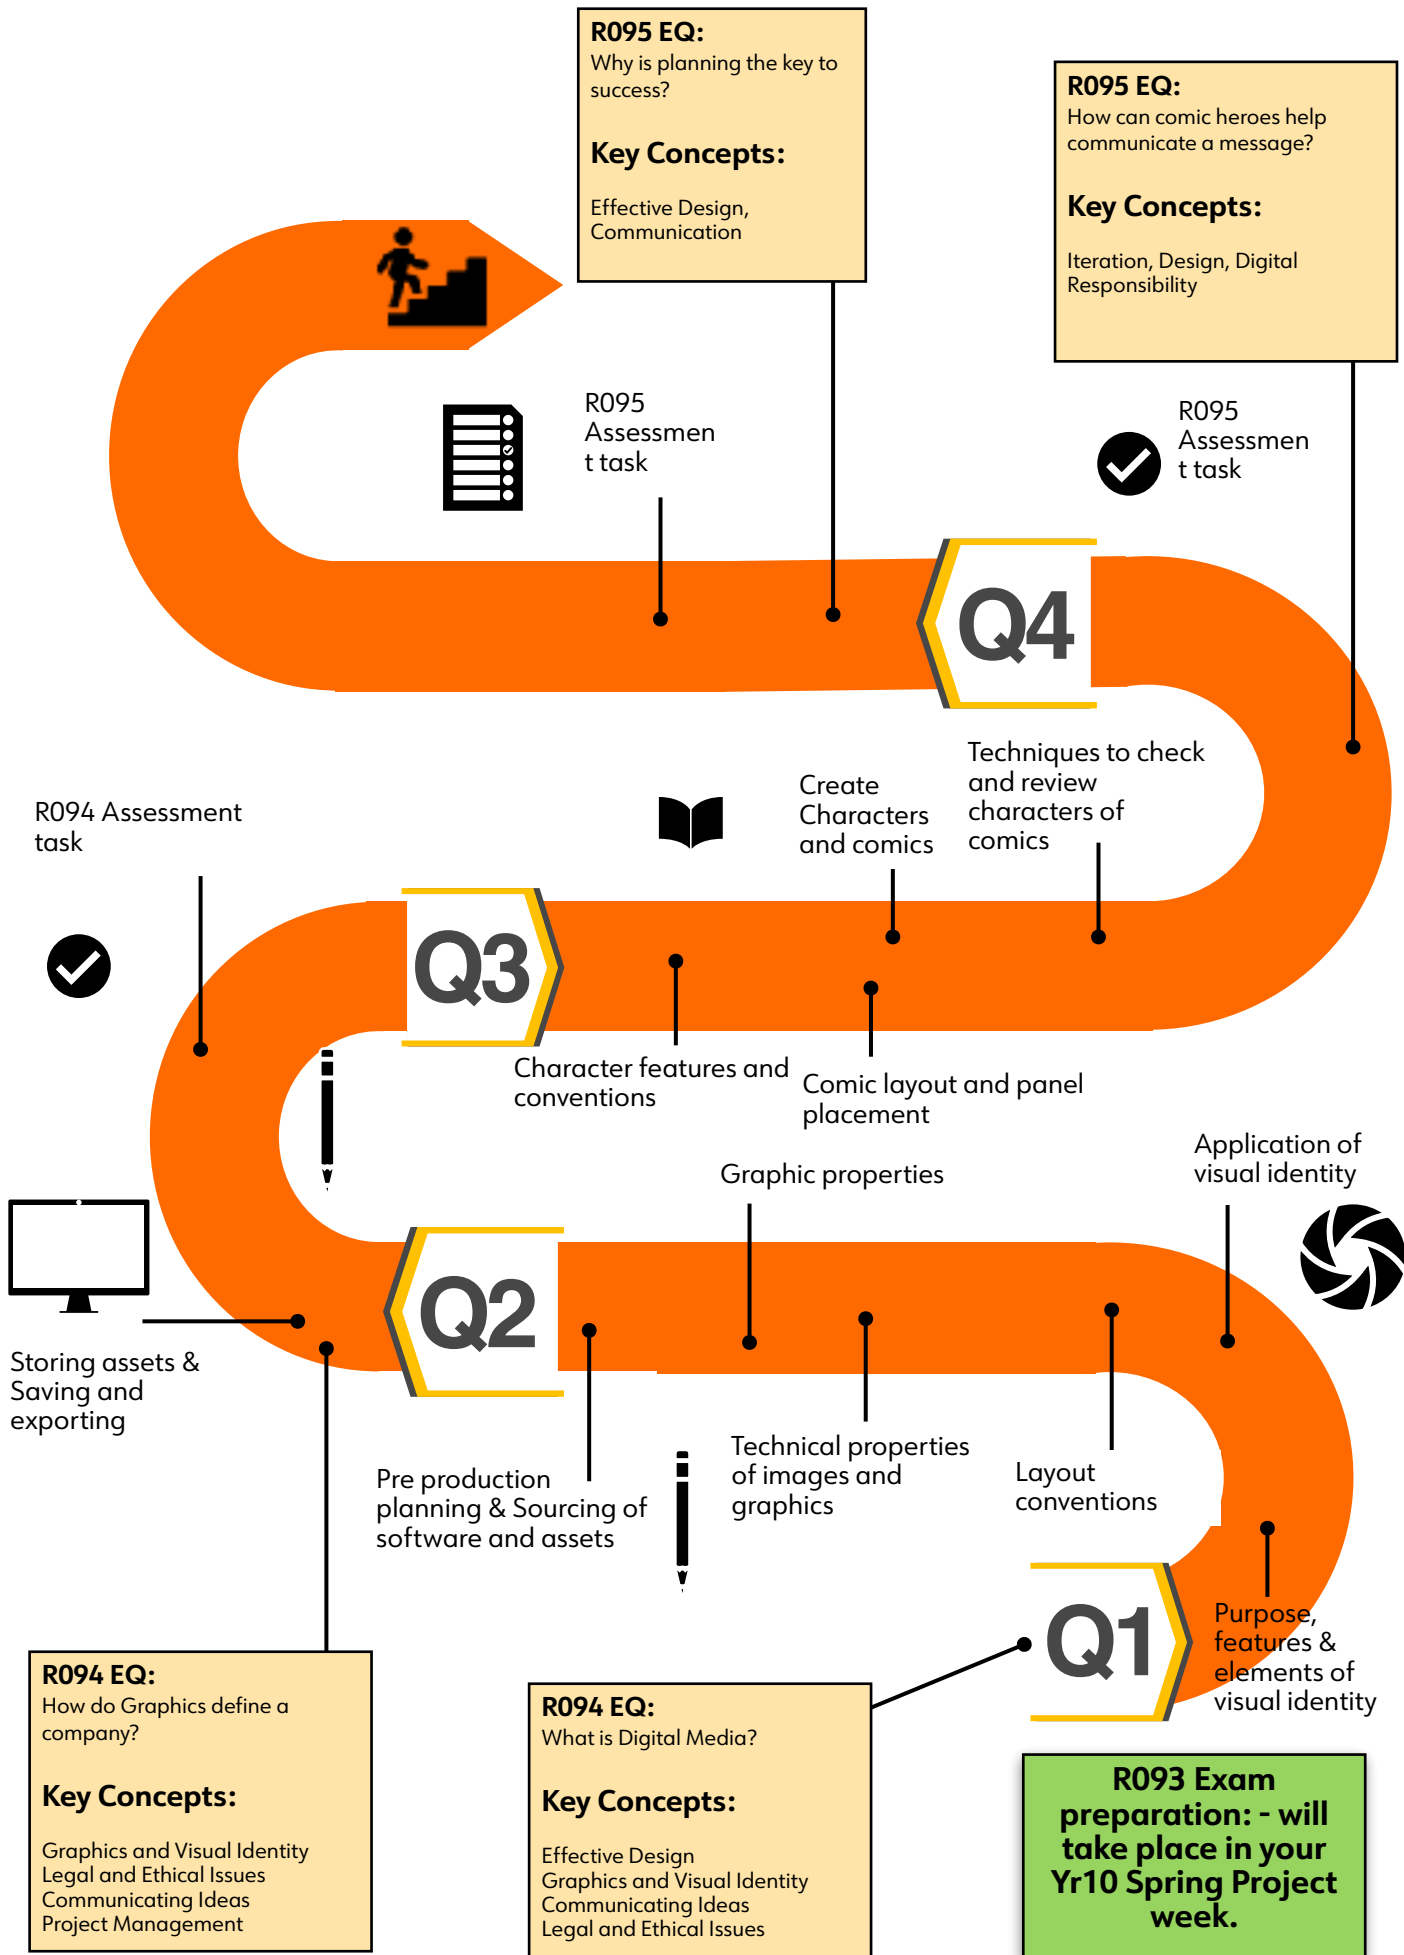 R095 EQ:
Why is planning the key to
success?
Key Concepts:
Effective Design,
Communication
R095 EQ:
How can comic heroes help
communicate a message?
Key Concepts:
Iteration, Design, Digital
Responsibility
R095
Assessmen
t task
R095
Assessmen
t task
Q4
Techniques to check
and review
characters of
comics
Create
Characters
and comics
R094 Assessment
task
Q3
Character features and
conventions
Comic layout and panel
placement
Application of
visual identity
Graphic properties
Q2
Storing assets &
Saving and
exporting
Pre production
planning & Sourcing of
software and assets
Technical properties
of images and
graphics
Layout
conventions
Q1
Purpose,
features &
elements of
visual identity
R094 EQ:
How do Graphics define a
company?
Key Concepts:
Graphics and Visual Identity
Legal and Ethical Issues
Communicating Ideas
Project Management
R094 EQ:
What is Digital Media?
Key Concepts:
Effective Design
Graphics and Visual Identity
Communicating Ideas
Legal and Ethical Issues
R093 Exam
preparation: - will
take place in your
Yr10 Spring Project
week.